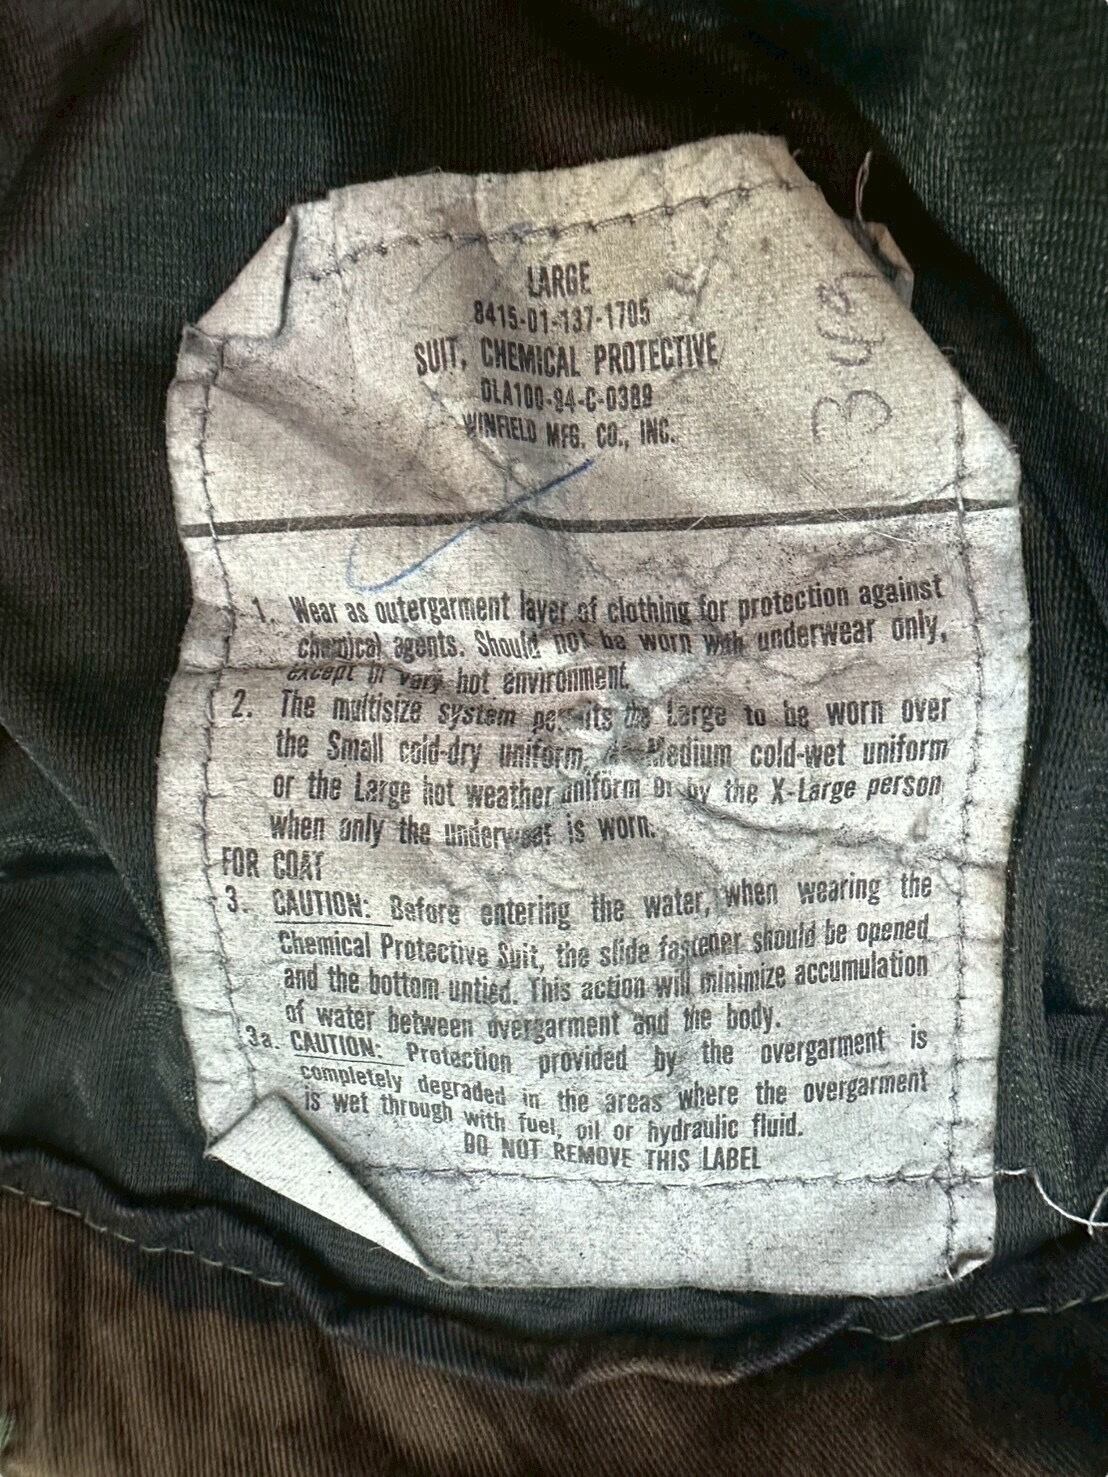 LARGE
8415-01-137-1705
SUIT, CHEMICAL PROTECTIVE
DLA100-94-C-0389
WINFIELD MFG. CO., INC.
1. Wear as outergarment layer of clothing for protection against
chemical agents. Should not be worn with underwear only,
except in very hot environment.
2. The multisize system permits the Large to be worn over
the Small cold-dry uniform, Medium cold-wet uniform
or the Large hot weather uniform or by the X-Large person
when only the underwear is worn.
FOR COAT
3. CAUTION: Before entering the water, when wearing the
Chemical Protective Suit, the slide fastener should be opened
and the bottom untied. This action will minimize accumulation
of water between overgarment and the body.
3a. CAUTION: Protection provided by the overgarment is
completely degraded in the areas where the overgarment
is wet through with fuel, oil or hydraulic fluid.
DO NOT REMOVE THIS LABEL